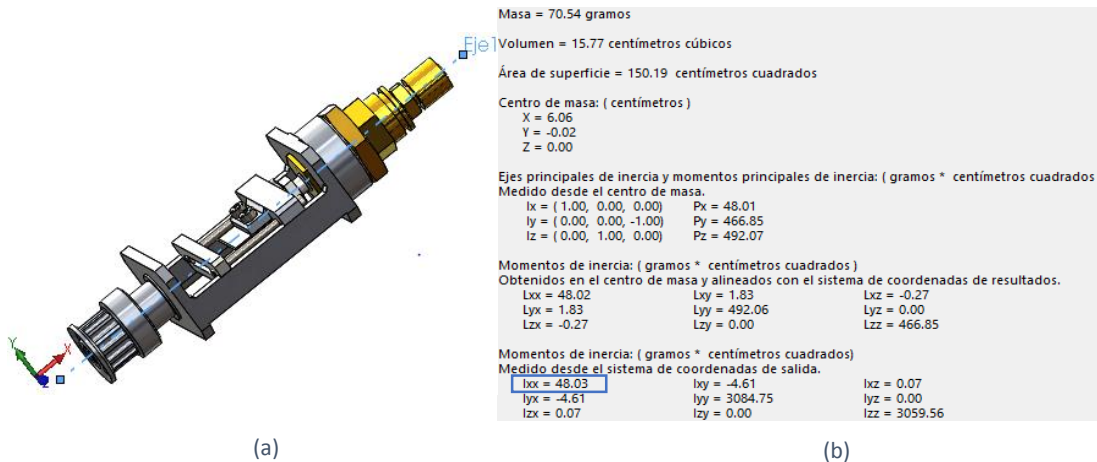 Eje1
Y
X
Z
(a)
Masa = 70.54 gramos
Volumen = 15.77 centímetros cúbicos
Área de superficie = 150.19 centímetros cuadrados
Centro de masa: ( centímetros )
X = 6.06
Y = -0.02
Z = 0.00
Ejes principales de inercia y momentos principales de inercia: ( gramos * centímetros cuadrados
Medido desde el centro de masa.
Ix = ( 1.00, 0.00, 0.00) Px = 48.01
Iy = ( 0.00, 0.00, -1.00) Py = 466.85
Iz = ( 0.00, 1.00, 0.00) Pz = 492.07
Momentos de inercia: ( gramos * centímetros cuadrados )
Obtenidos en el centro de masa y alineados con el sistema de coordenadas de resultados.
Lxx = 48.02 Lxy = 1.83 Lxz = -0.27
Lyx = 1.83 Lyy = 492.06 Lyz = 0.00
Lzx = -0.27 Lzy = 0.00 Lzz = 466.85
Momentos de inercia: ( gramos * centímetros cuadrados)
Medido desde el sistema de coordenadas de salida.
Ixx = 48.03 Ixy = -4.61 Ixz = 0.07
Iyx = -4.61 Iyy = 3084.75 Iyz = 0.00
Izx = 0.07 Izy = 0.00 Izz = 3059.56
(b)